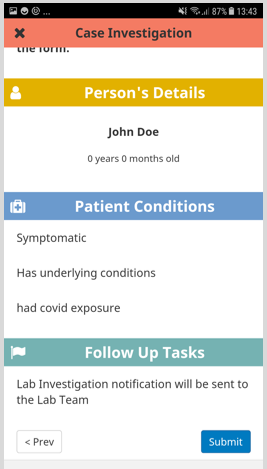 ... 87% 13:43
Case Investigation
the form.
Person's Details
John Doe
0 years 0 months old
Patient Conditions
Symptomatic
Has underlying conditions
had covid exposure
Follow Up Tasks
Lab Investigation notification will be sent to
the Lab Team
< Prev Submit